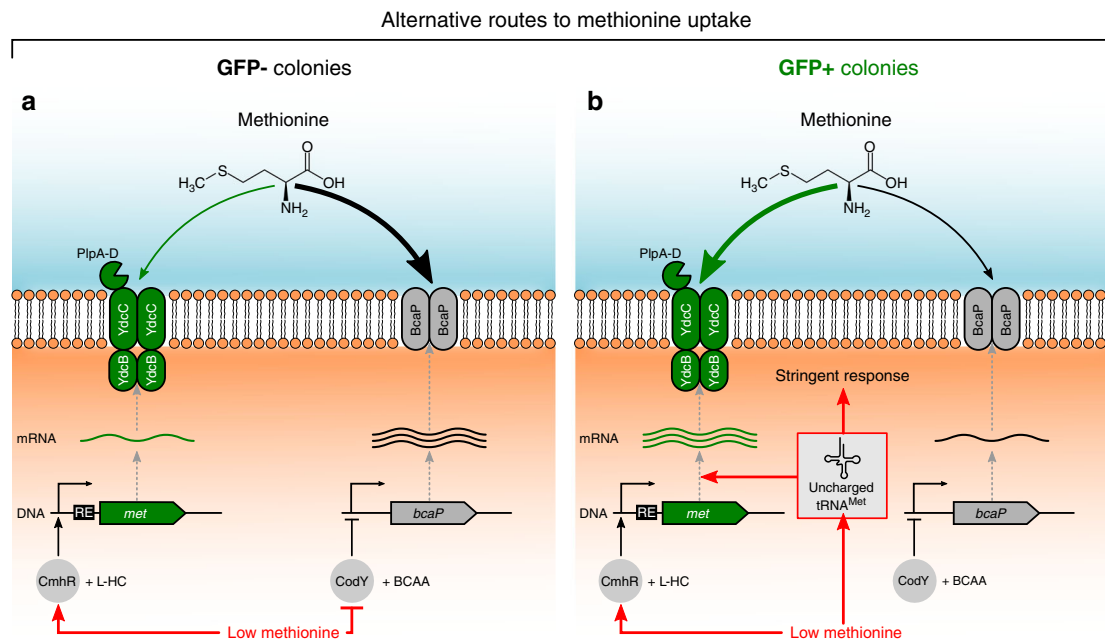 Alternative routes to methionine uptake
GFP- colonies
GFP+ colonies
a
Methionine
O
S
H3C
OH
NH2
PlpA-D
YdcC
YdcC
BcaP
BcaP
YdcB
YdcB
mRNA
DNA
RE
met
bcaP
CmhR + L-HC
CodY + BCAA
Low methionine
b
Methionine
O
S
H3C
OH
NH2
PlpA-D
YdcC
YdcC
BcaP
BcaP
YdcB
YdcB
Stringent response
mRNA
Uncharged
tRNAMet
DNA
RE
met
bcaP
CmhR + L-HC
CodY + BCAA
Low methionine